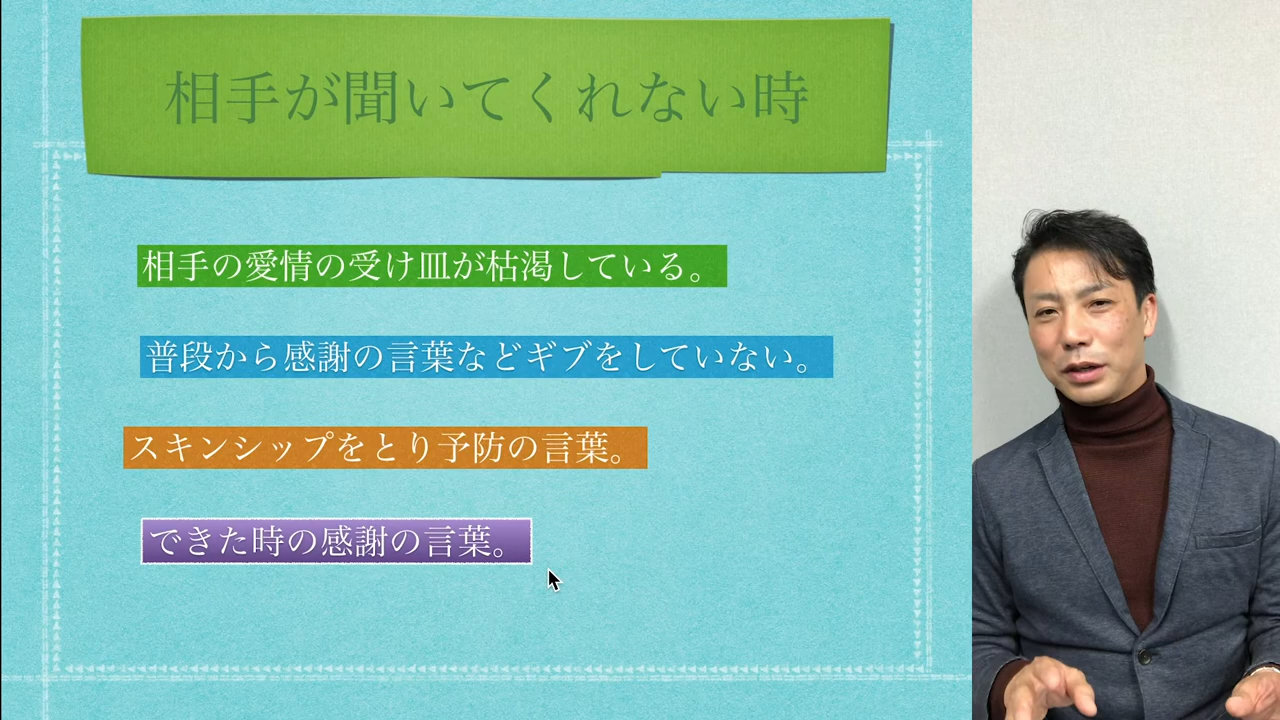 相手が聞いてくれない時
相手の愛情の受け皿が枯渇している。
普段から感謝の言葉などギブをしていない。
スキンシップをとり予防の言葉。
できた時の感謝の言葉。